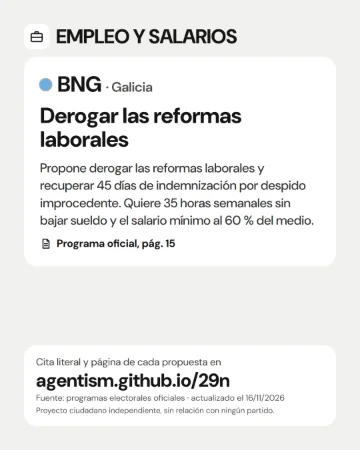 EMPLEO Y SALARIOS
BNG · Galicia
Derogar las reformas
laborales
Propone derogar las reformas laborales y
recuperar 45 días de indemnización por despido
improcedente. Quiere 35 horas semanales sin
bajar sueldo y el salario mínimo al 60 % del medio.
Programa oficial, pág. 15
Cita literal y página de cada propuesta en
agentism.github.io/29n
Fuente: programas electorales oficiales · actualizado el 16/11/2026
Proyecto ciudadano independiente, sin relación con ningún partido.